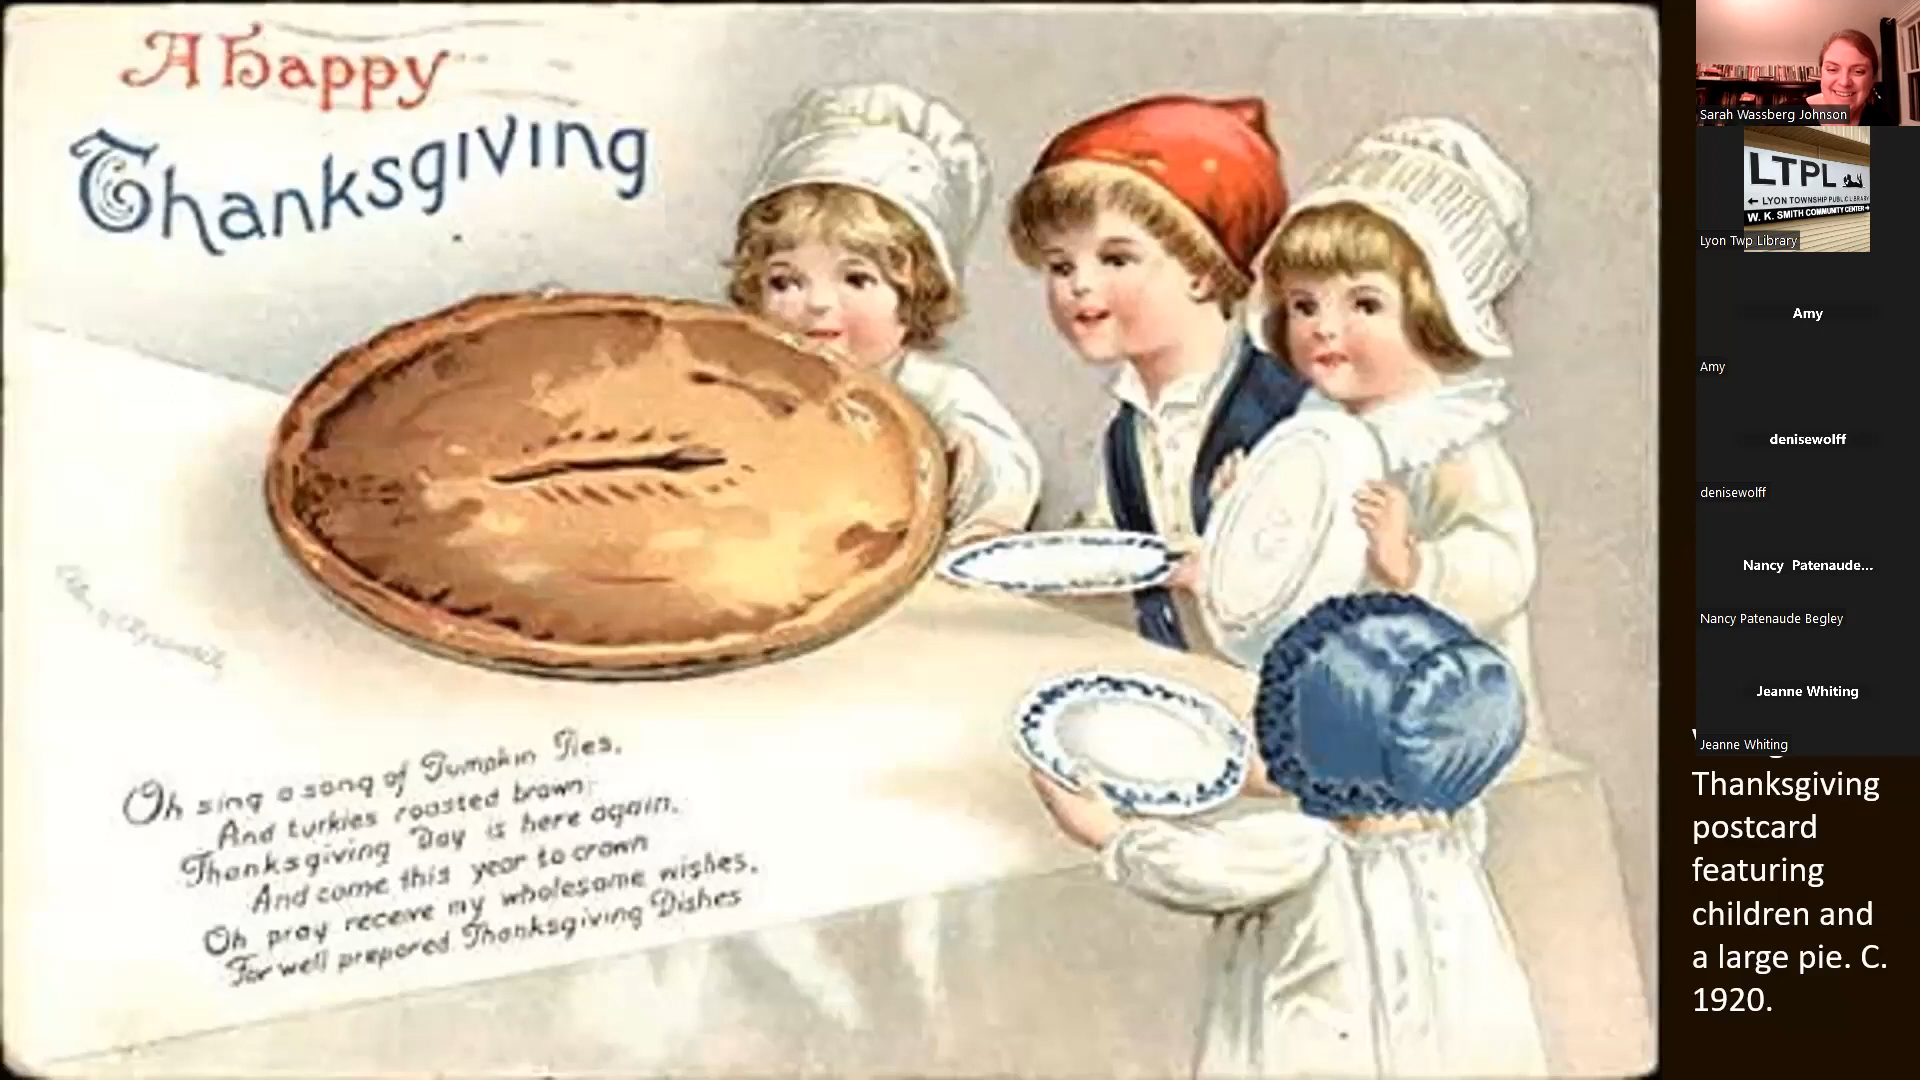 A Happy
Thanksgiving
Oh sing a song of Pumpkin Pies,
And turkies roasted brown;
Thanksgiving Day is here again,
And come this year to crown
Oh pray receive my wholesome wishes,
For well prepared Thanksgiving Dishes
Sarah Wassberg Johnson
LTPL
← LYON TOWNSHIP PUBLIC LIBRARY
W. K. SMITH COMMUNITY CENTER →
Lyon Twp Library
Amy
Amy
denisewolff
denisewolff
Nancy Patenaude...
Nancy Patenaude Begley
Jeanne Whiting
Jeanne Whiting
Thanksgiving
postcard
featuring
children and
a large pie. C.
1920.